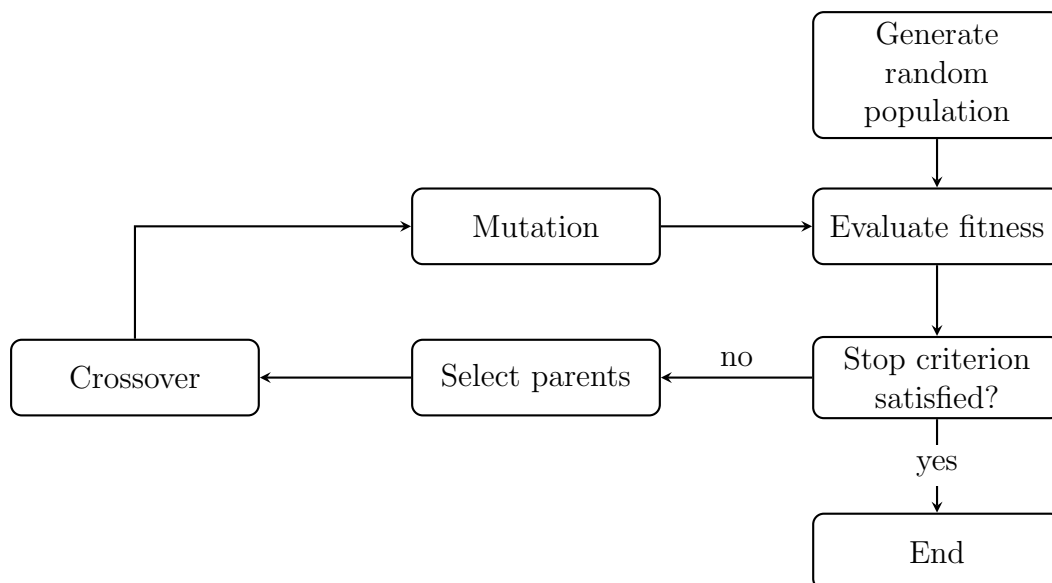 Generate
random
population
Mutation
Evaluate fitness
Crossover
Select parents
no
Stop criterion
satisfied?
yes
End